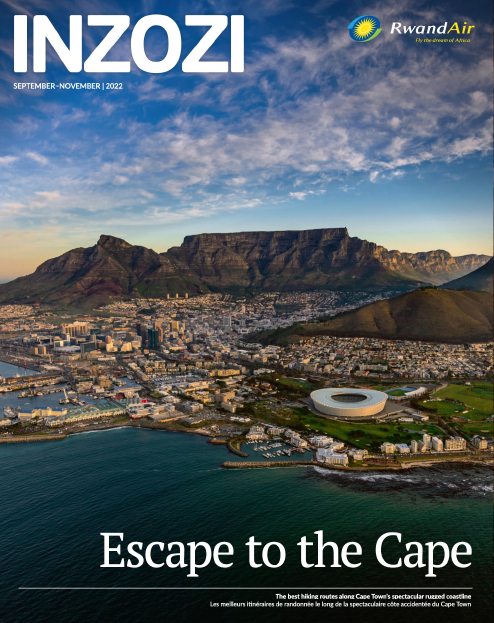 INZOZI
RwandAir
Fly the dream of Africa
SEPTEMBER–NOVEMBER | 2022
Escape to the Cape
The best hiking routes along Cape Town's spectacular rugged coastline
Les meilleurs itinéraires de randonnée le long de la spectaculaire côte accidentée du Cape Town